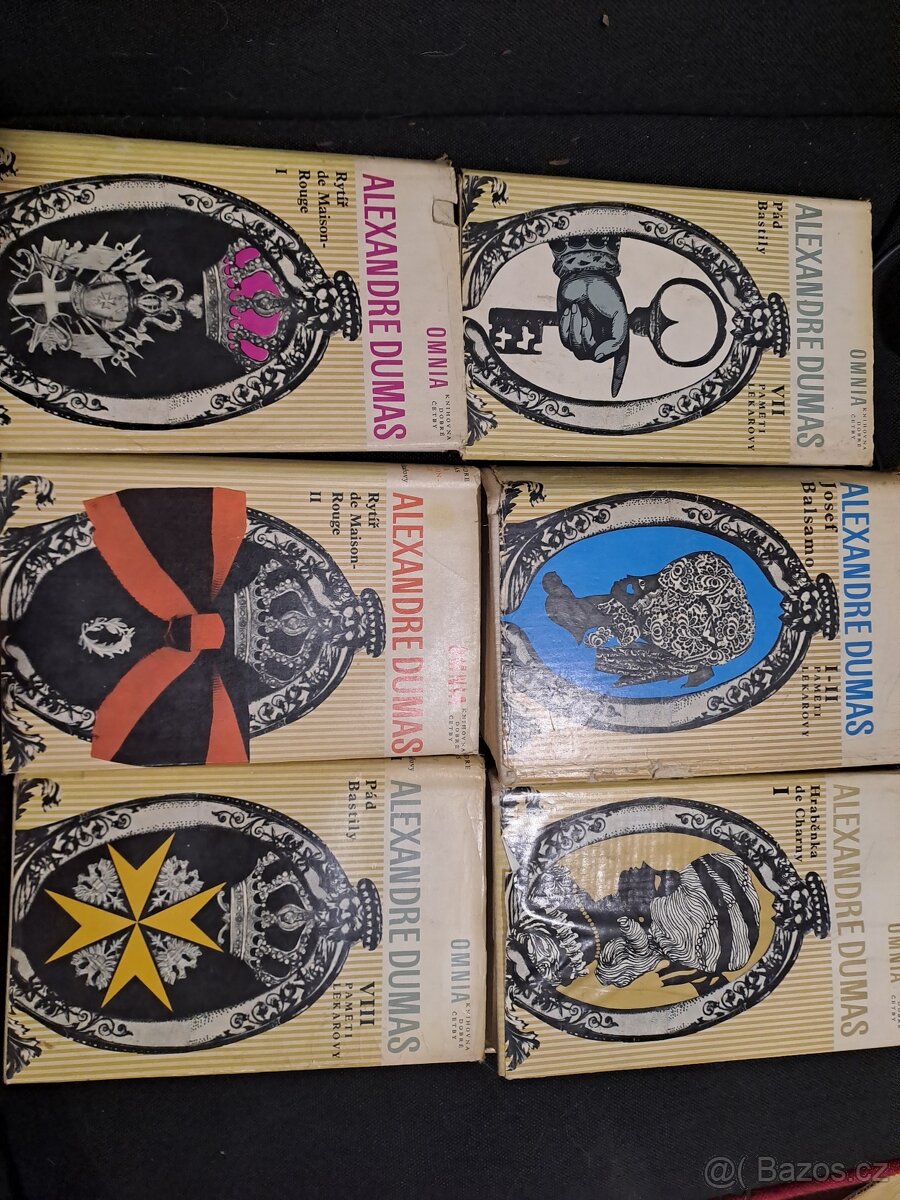 ALEXANDRE DUMAS
Rytíř
de Maison-
Rouge
I
OMNIA
KNIHOVNA
DOBRÉ
ČETBY
ALEXANDRE DUMAS
Pád
Bastily
VII
PAMĚTI
LÉKAŘOVY
OMNIA
KNIHOVNA
DOBRÉ
ČETBY
ALEXANDRE DUMAS
Rytíř
de Maison-
Rouge
II
KNIHOVNA
DOBRÉ
ČETBY
ALEXANDRE DUMAS
Josef
Balsamo
I-II
PAMĚTI
LÉKAŘOVY
ALEXANDRE DUMAS
Pád
Bastily
VIII
PAMĚTI
LÉKAŘOVY
OMNIA
KNIHOVNA
DOBRÉ
ČETBY
ALEXANDRE DUMAS
Hraběnka
de Charny
I
OMNIA
@( Bazos.cz